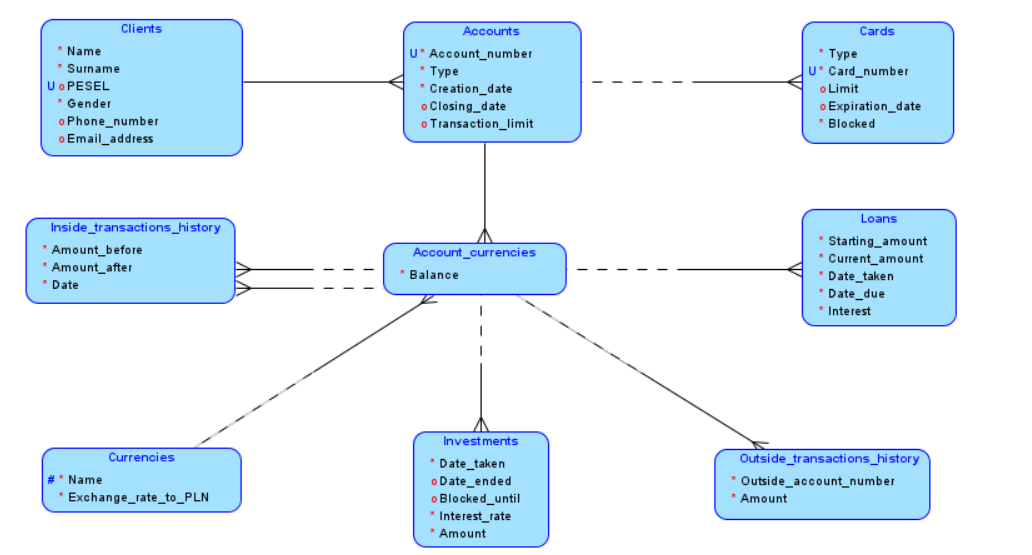 Clients
* Name
* Surname
U o PESEL
* Gender
o Phone_number
o Email_address
Accounts
U * Account_number
* Type
* Creation_date
o Closing_date
o Transaction_limit
Cards
* Type
U * Card_number
o Limit
o Expiration_date
* Blocked
Inside_transactions_history
* Amount_before
* Amount_after
* Date
Account_currencies
* Balance
Loans
* Starting_amount
* Current_amount
* Date_taken
* Date_due
* Interest
Currencies
# * Name
* Exchange_rate_to_PLN
Investments
* Date_taken
o Date_ended
o Blocked_until
* Interest_rate
* Amount
Outside_transactions_history
* Outside_account_number
* Amount